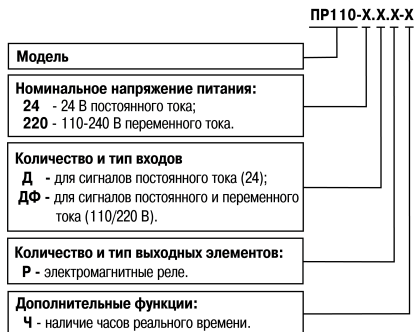 ПР110-Х.Х.Х-Х
Модель
Номинальное напряжение питания:
24 - 24 В постоянного тока;
220 - 110-240 В переменного тока.
Количество и тип входов
Д - для сигналов постоянного тока (24);
ДФ - для сигналов постоянного и переменного
тока (110/220 В).
Количество и тип выходных элементов:
Р - электромагнитные реле.
Дополнительные функции:
Ч - наличие часов реального времени.